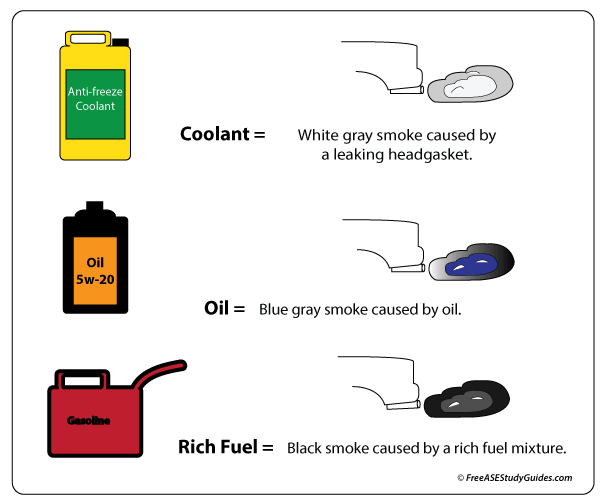 Anti-freeze
Coolant
Coolant =
White gray smoke caused by
a leaking headgasket.
Oil
5w-20
Oil =
Blue gray smoke caused by oil.
Gasoline
Rich Fuel =
Black smoke caused by a rich fuel mixture.
© FreeASEStudyGuides.com